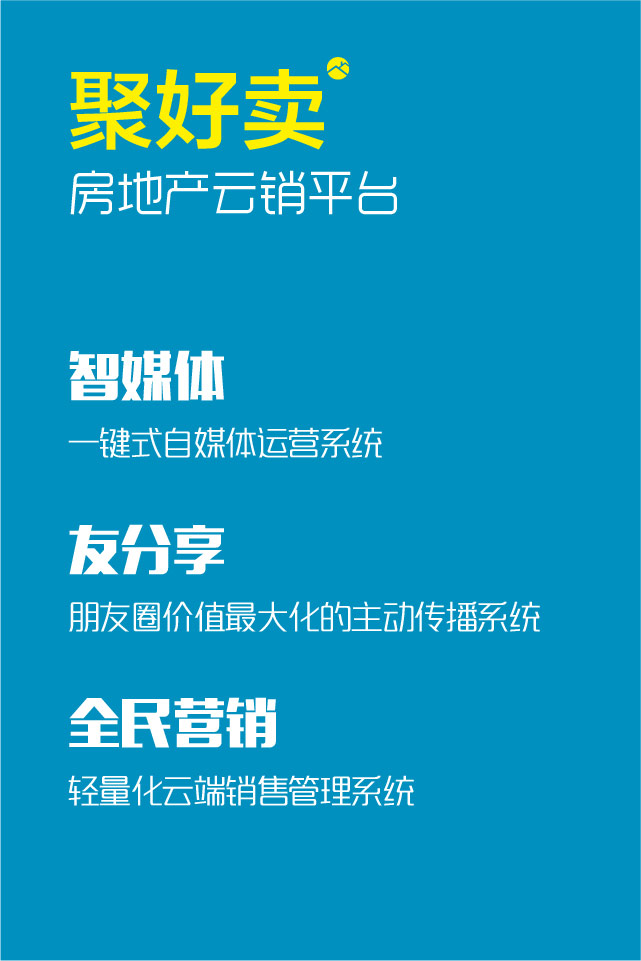 聚好卖
房地产云销平台
智媒体
一键式自媒体运营系统
友分享
朋友圈价值最大化的主动传播系统
全民营销
轻量化云端销售管理系统